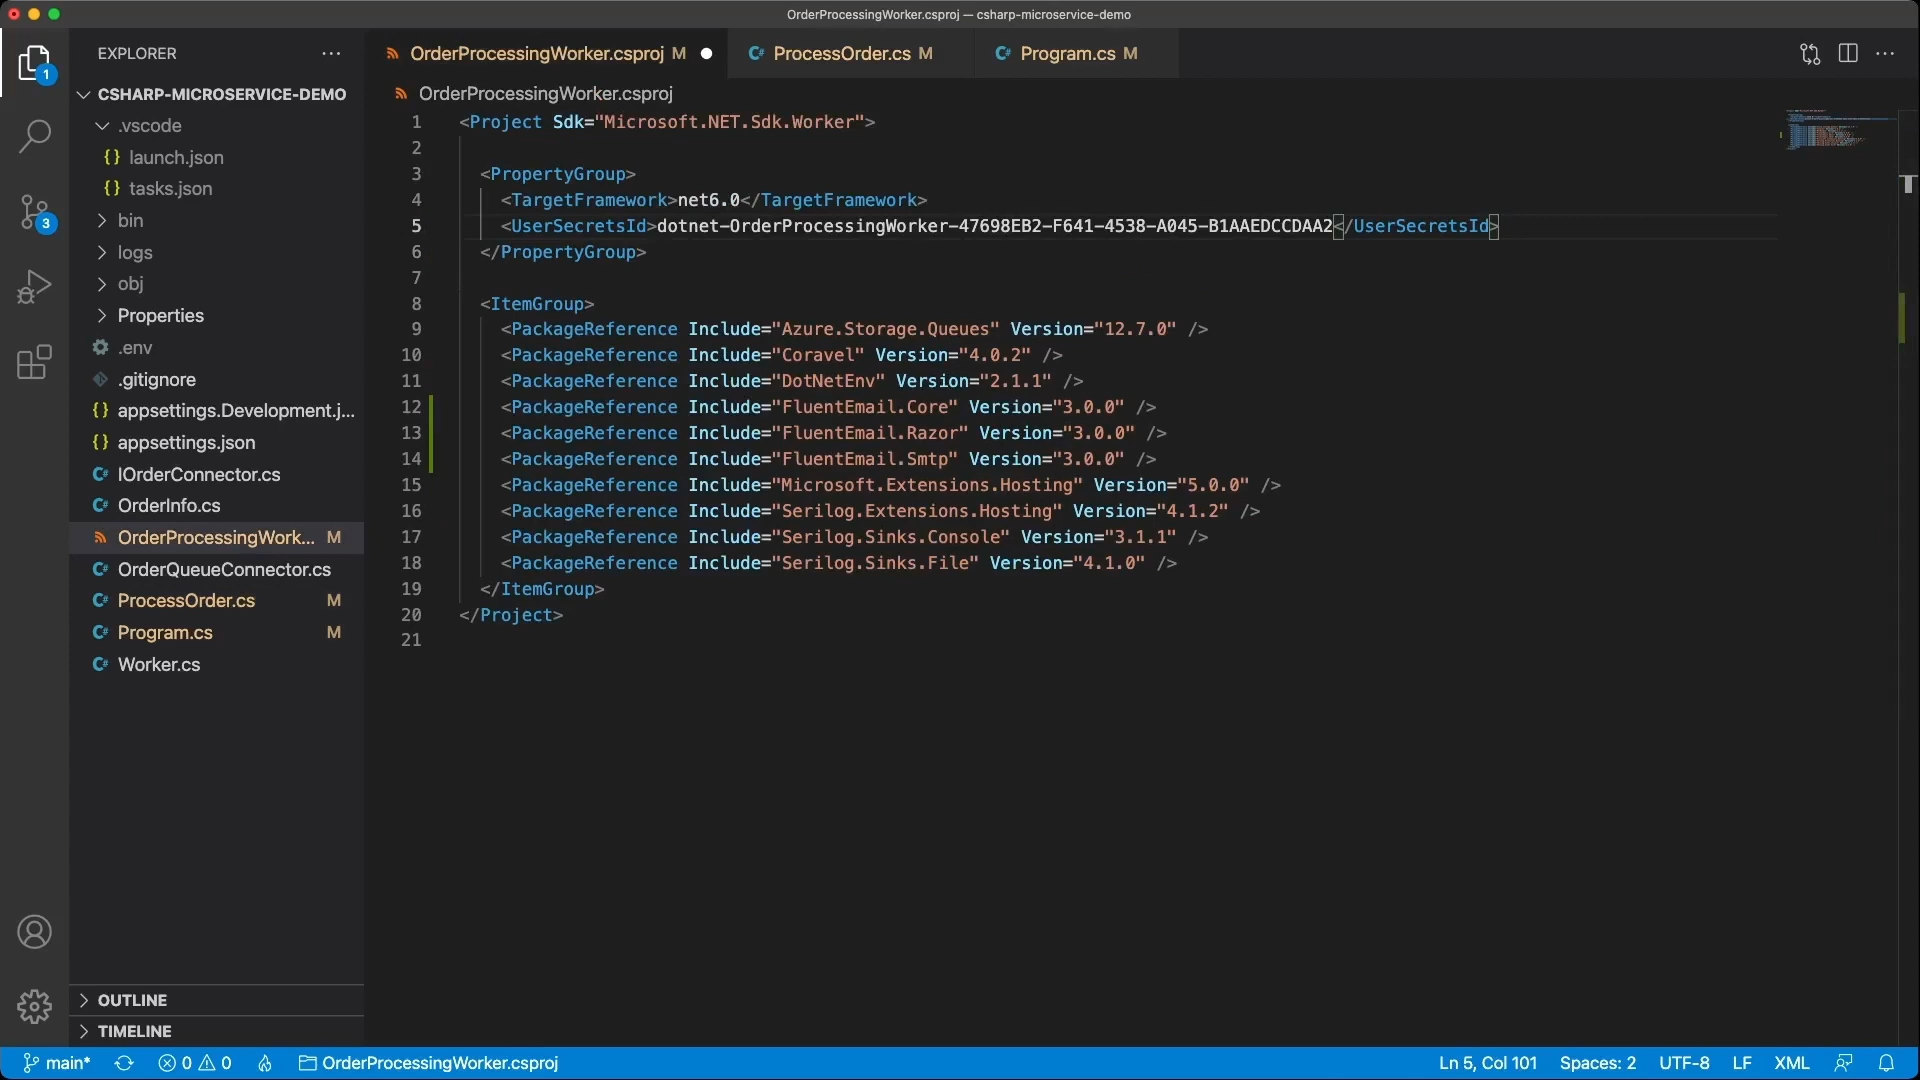 OrderProcessingWorker.csproj — csharp-microservice-demo
EXPLORER
OrderProcessingWorker.csproj M
ProcessOrder.cs M
Program.cs M
1
CSHARP-MICROSERVICE-DEMO
.vscode
launch.json
tasks.json
bin
logs
obj
Properties
.env
.gitignore
appsettings.Development.j...
appsettings.json
IOrderConnector.cs
OrderInfo.cs
OrderProcessingWork... M
OrderQueueConnector.cs
ProcessOrder.cs M
Program.cs M
Worker.cs
3
OUTLINE
TIMELINE
OrderProcessingWorker.csproj
1 <Project Sdk="Microsoft.NET.Sdk.Worker">
2
3 <PropertyGroup>
4 <TargetFramework>net6.0</TargetFramework>
5 <UserSecretsId>dotnet-OrderProcessingWorker-47698EB2-F641-4538-A045-B1AAEDCCDAA2</UserSecretsId>
6 </PropertyGroup>
7
8 <ItemGroup>
9 <PackageReference Include="Azure.Storage.Queues" Version="12.7.0" />
10 <PackageReference Include="Coravel" Version="4.0.2" />
11 <PackageReference Include="DotNetEnv" Version="2.1.1" />
12 <PackageReference Include="FluentEmail.Core" Version="3.0.0" />
13 <PackageReference Include="FluentEmail.Razor" Version="3.0.0" />
14 <PackageReference Include="FluentEmail.Smtp" Version="3.0.0" />
15 <PackageReference Include="Microsoft.Extensions.Hosting" Version="5.0.0" />
16 <PackageReference Include="Serilog.Extensions.Hosting" Version="4.1.2" />
17 <PackageReference Include="Serilog.Sinks.Console" Version="3.1.1" />
18 <PackageReference Include="Serilog.Sinks.File" Version="4.1.0" />
19 </ItemGroup>
20 </Project>
21
main* 0 0 OrderProcessingWorker.csproj Ln 5, Col 101 Spaces: 2 UTF-8 LF XML